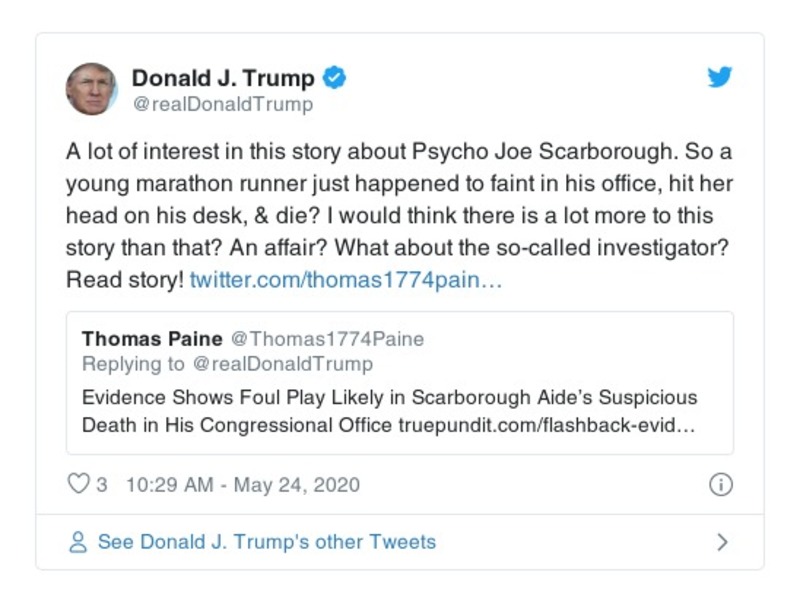 Donald J. Trump
@realDonaldTrump
A lot of interest in this story about Psycho Joe Scarborough. So a
young marathon runner just happened to faint in his office, hit her
head on his desk, & die? I would think there is a lot more to this
story than that? An affair? What about the so-called investigator?
Read story! twitter.com/thomas1774pain…
Thomas Paine @Thomas1774Paine
Replying to @realDonaldTrump
Evidence Shows Foul Play Likely in Scarborough Aide’s Suspicious
Death in His Congressional Office truepundit.com/flashback-evid…
3 10:29 AM - May 24, 2020
See Donald J. Trump's other Tweets